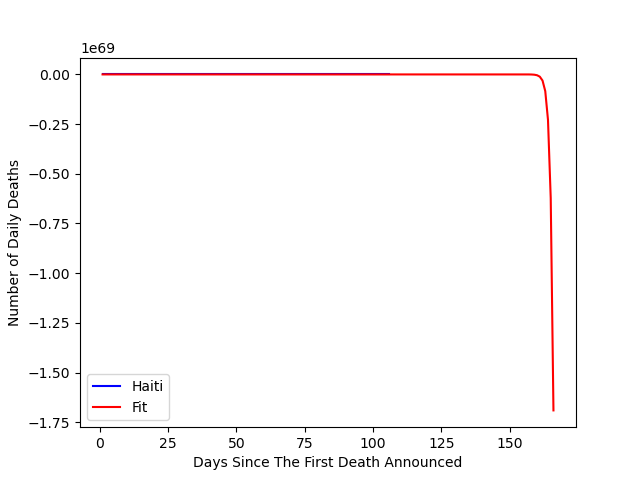 1e69
0.00
−0.25
−0.50
−0.75
−1.00
−1.25
−1.50
−1.75
Number of Daily Deaths
Haiti
Fit
0 25 50 75 100 125 150
Days Since The First Death Announced